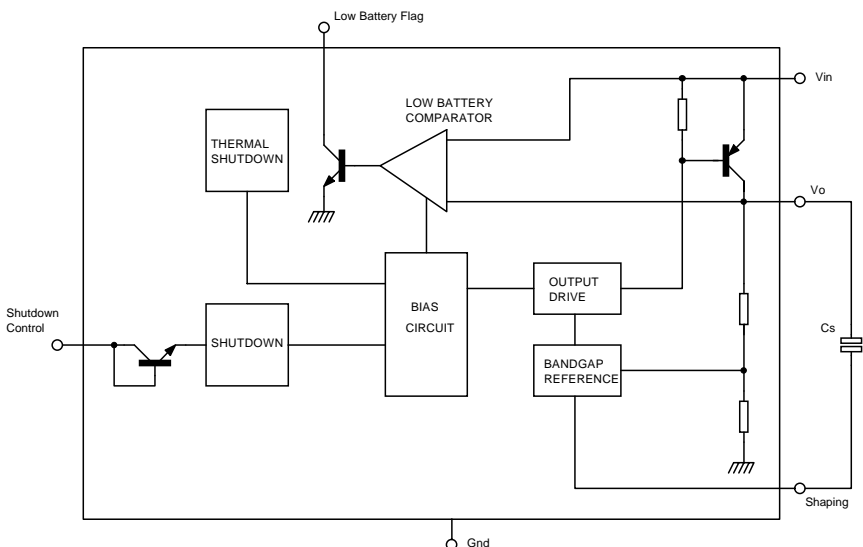 Low Battery Flag
Vin
LOW BATTERY
COMPARATOR
THERMAL
SHUTDOWN
Vo
OUTPUT
DRIVE
BIAS
CIRCUIT
Shutdown
Control
SHUTDOWN
Cs
BANDGAP
REFERENCE
Shaping
Gnd